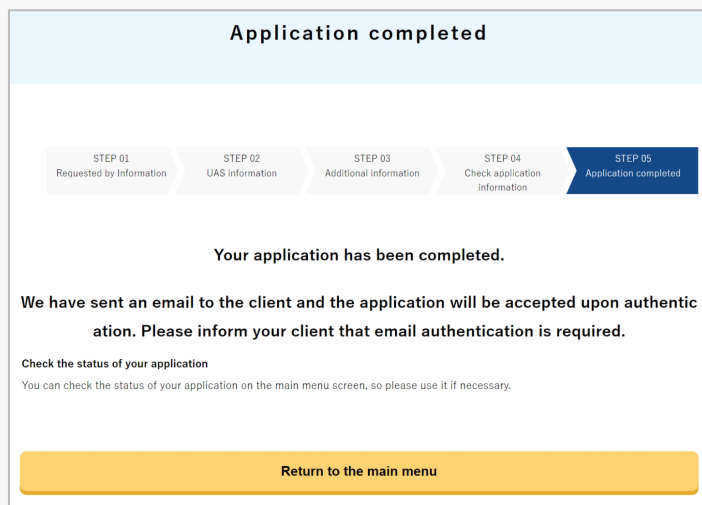 Application completed
STEP 01
Requested by Information
STEP 02
UAS information
STEP 03
Additional information
STEP 04
Check application
information
STEP 05
Application completed
Your application has been completed.
We have sent an email to the client and the application will be accepted upon authentic
ation. Please inform your client that email authentication is required.
Check the status of your application
You can check the status of your application on the main menu screen, so please use it if necessary.
Return to the main menu